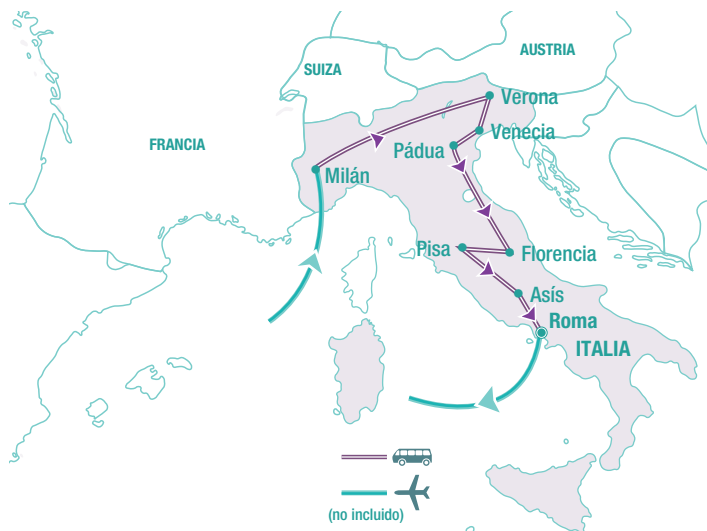 AUSTRIA
SUIZA
Verona
Venecia
FRANCIA
Pádua
Milán
Pisa
Florencia
Asís
Roma
ITALIA
(no incluido)